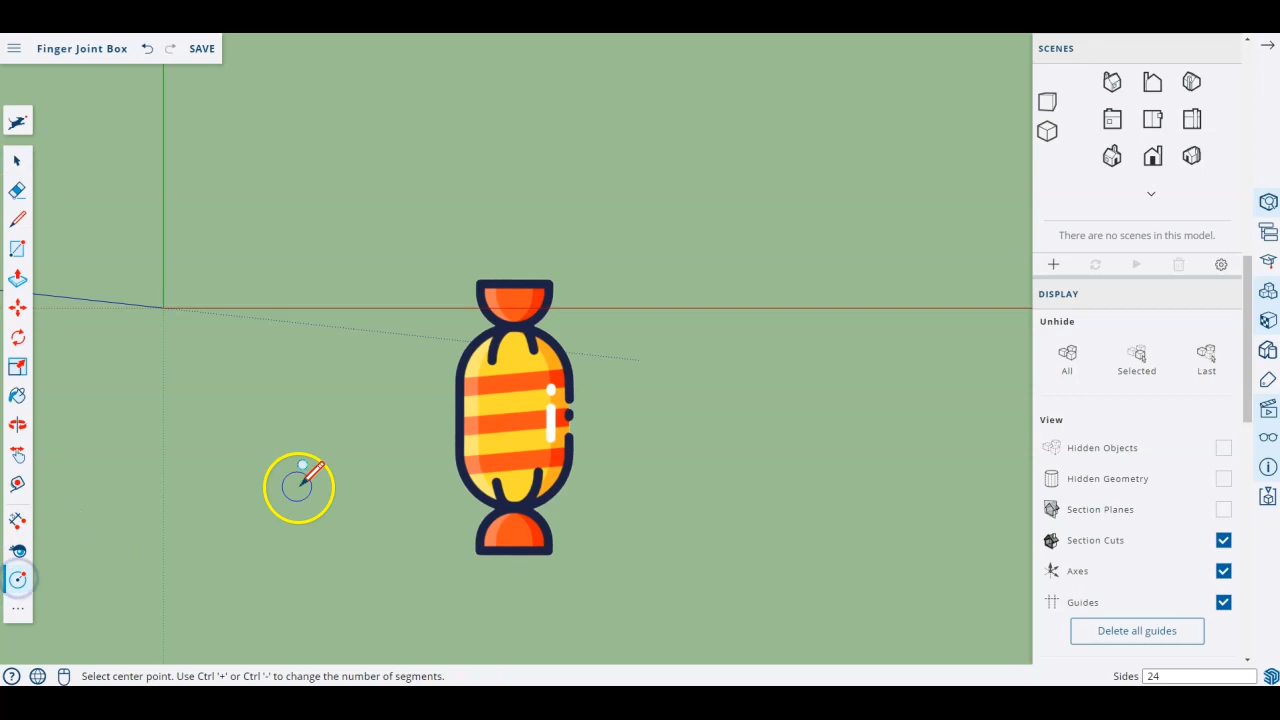 Finger Joint Box SAVE
SCENES
There are no scenes in this model.
DISPLAY
Unhide
All Selected Last
View
Hidden Objects
Hidden Geometry
Section Planes
Section Cuts
Axes
Guides
Delete all guides
Select center point. Use Ctrl '+' or Ctrl '-' to change the number of segments. Sides 24